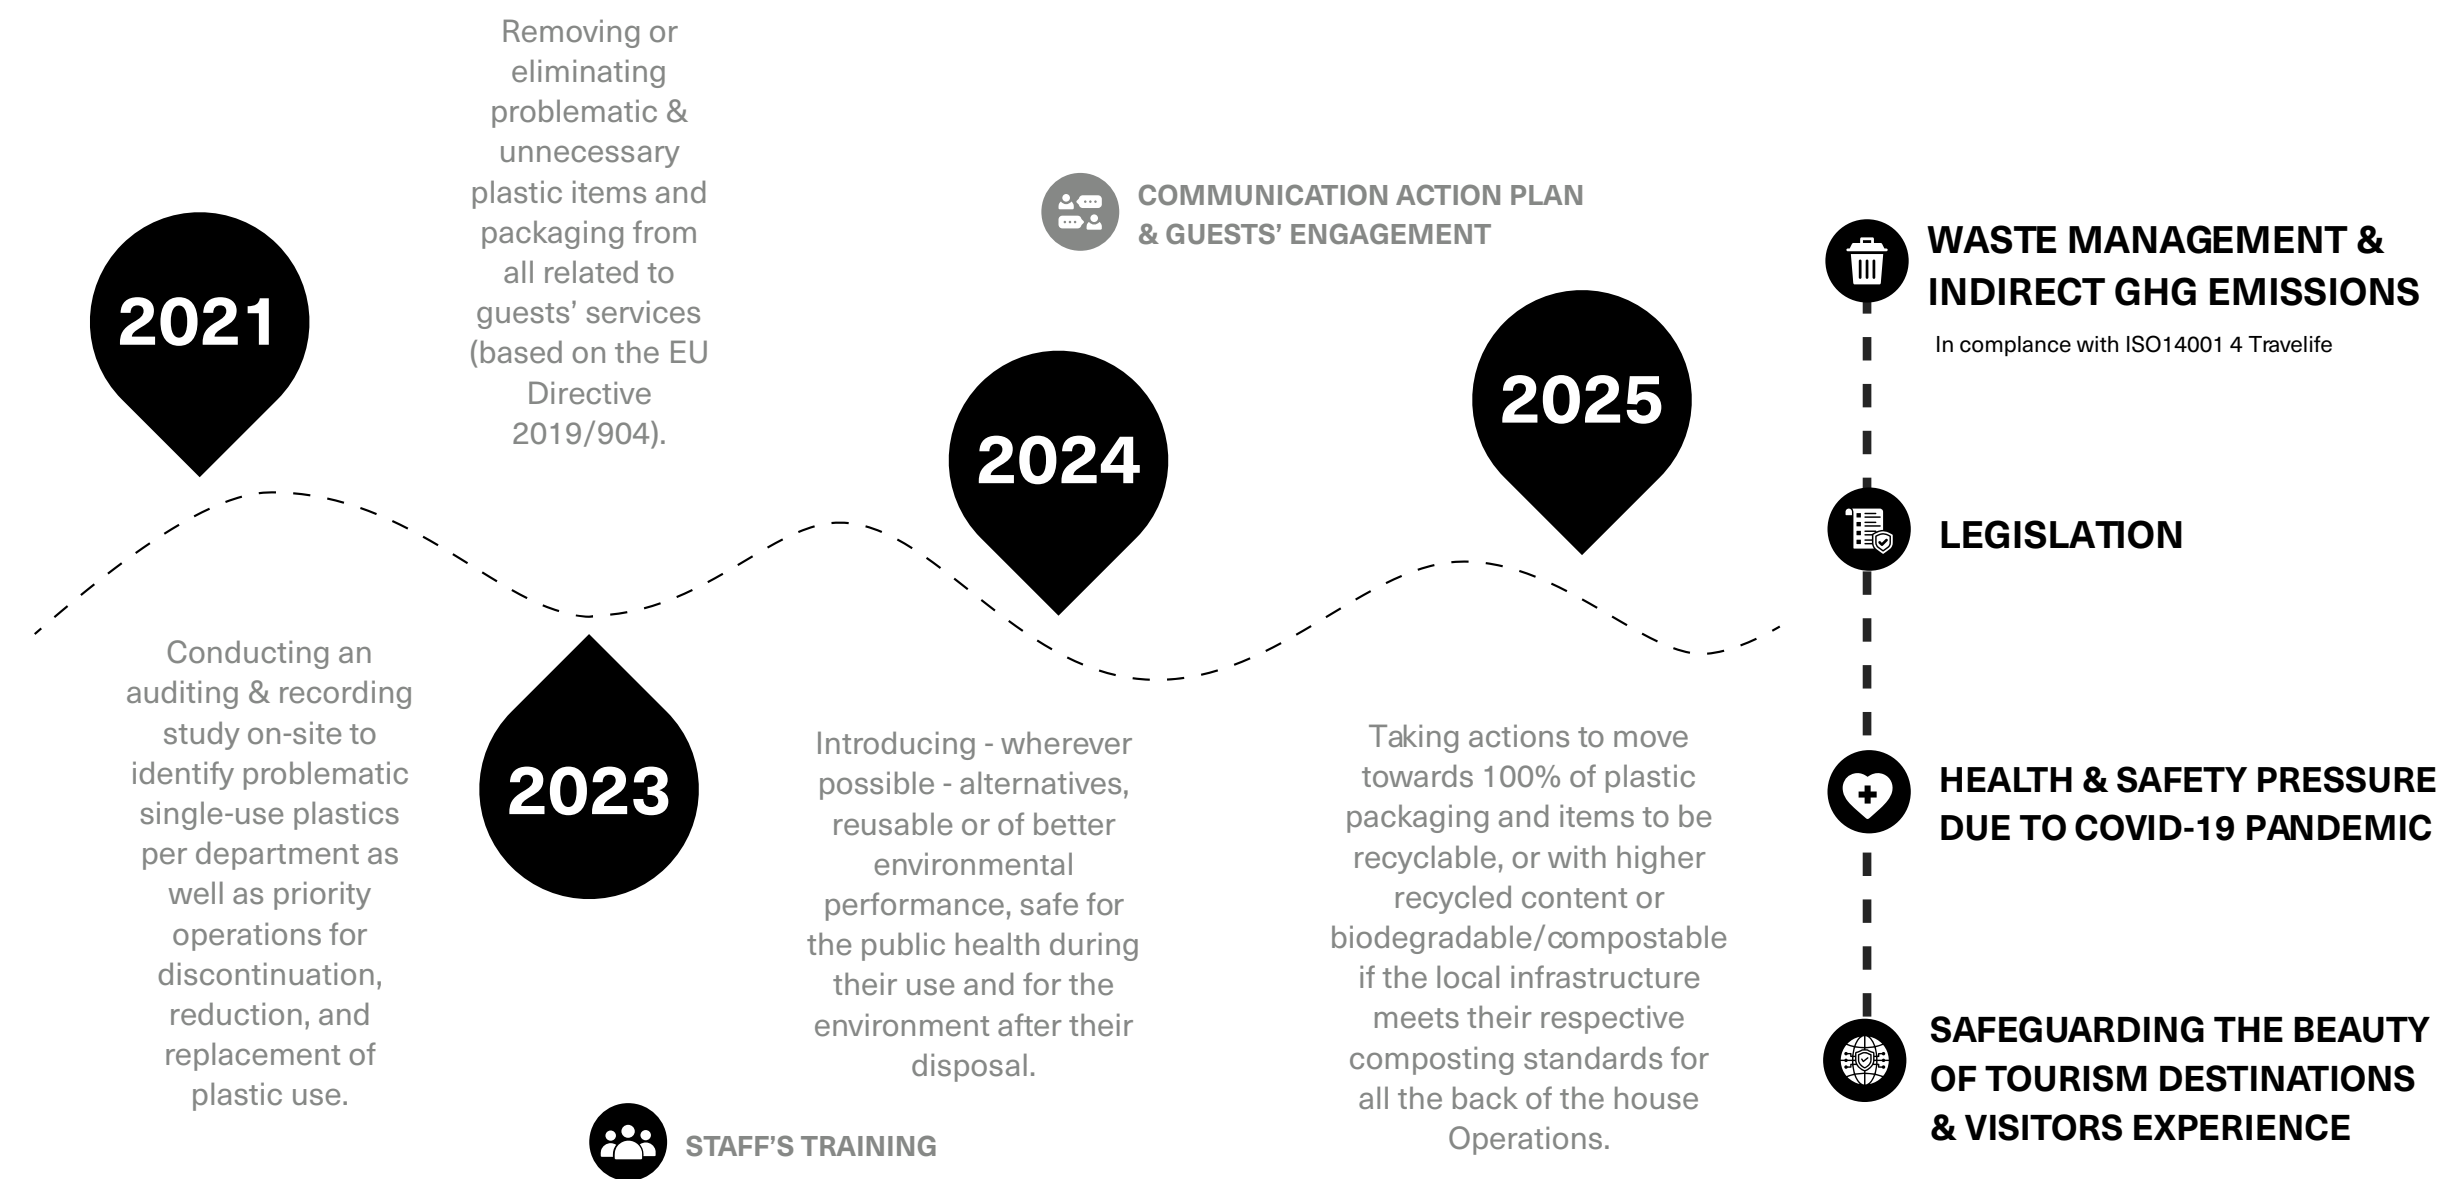 2021
Conducting an
auditing & recording
study on-site to
identify problematic
single-use plastics
per department as
well as priority
operations for
discontinuation,
reduction, and
replacement of
plastic use.
Removing or
eliminating
problematic &
unnecessary
plastic items and
packaging from
all related to
guests’ services
(based on the EU
Directive
2019/904).
2023
STAFF’S TRAINING
COMMUNICATION ACTION PLAN
& GUESTS’ ENGAGEMENT
2024
Introducing - wherever
possible - alternatives,
reusable or of better
environmental
performance, safe for
the public health during
their use and for the
environment after their
disposal.
2025
Taking actions to move
towards 100% of plastic
packaging and items to be
recyclable, or with higher
recycled content or
biodegradable/compostable
if the local infrastructure
meets their respective
composting standards for
all the back of the house
Operations.
WASTE MANAGEMENT &
INDIRECT GHG EMISSIONS
In complance with ISO14001 4 Travelife
LEGISLATION
HEALTH & SAFETY PRESSURE
DUE TO COVID-19 PANDEMIC
SAFEGUARDING THE BEAUTY
OF TOURISM DESTINATIONS
& VISITORS EXPERIENCE